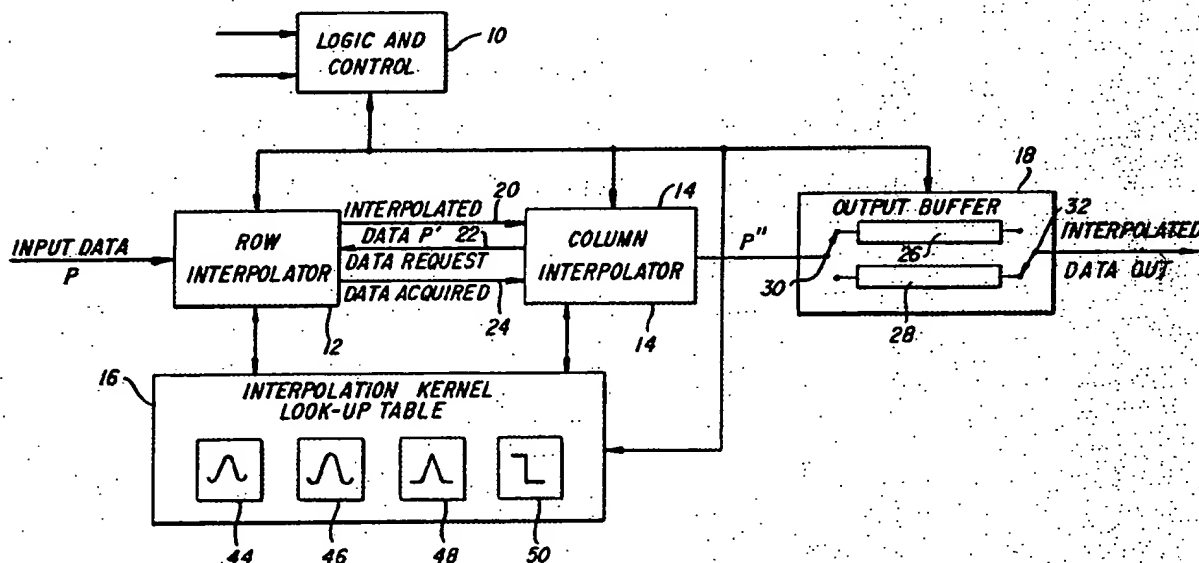 LOGIC AND
CONTROL
10
INPUT DATA
P
ROW
INTERPOLATOR
12
INTERPOLATED
20
DATA P'
22
DATA REQUEST
DATA ACQUIRED
24
14
COLUMN
INTERPOLATOR
14
P"
18
OUTPUT BUFFER
32
26
30
28
INTERPOLATED
DATA OUT
16
INTERPOLATION KERNEL
LOOK-UP TABLE
44
46
48
50